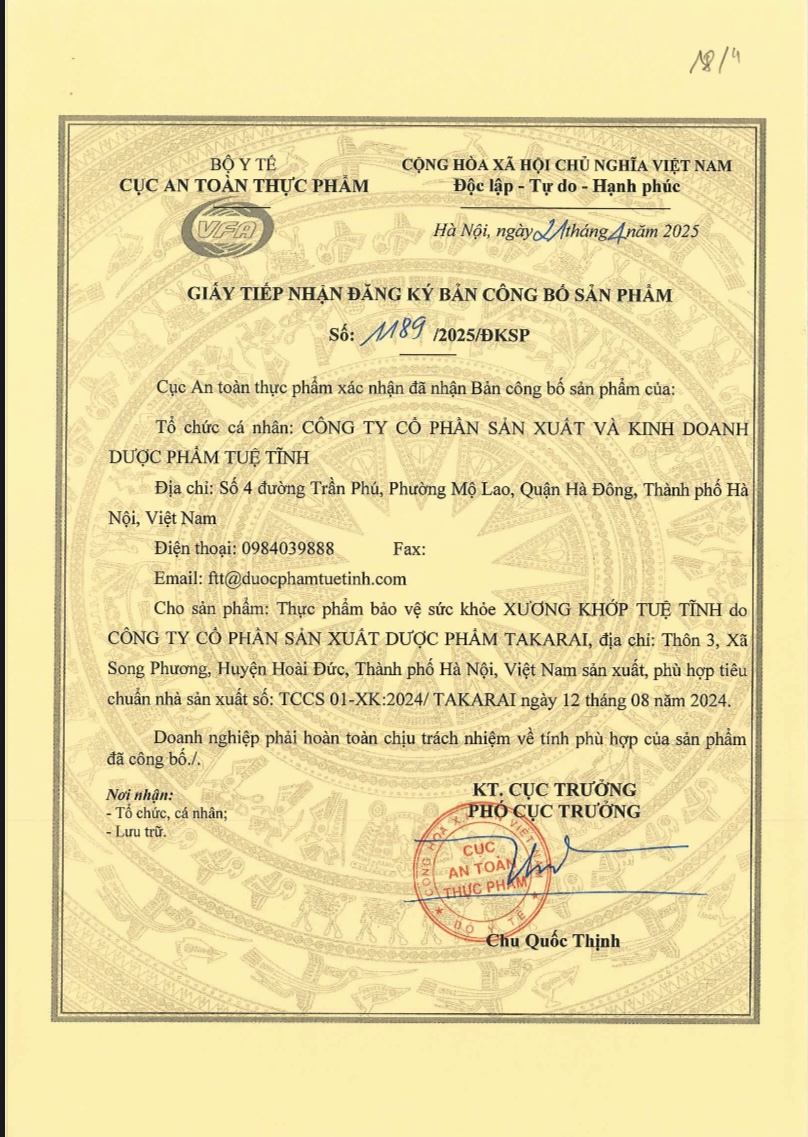 18/4
BỘ Y TẾ
CỤC AN TOÀN THỰC PHẨM
VFA
CỘNG HÒA XÃ HỘI CHỦ NGHĨA VIỆT NAM
Độc lập - Tự do - Hạnh phúc
Hà Nội, ngày 21 tháng 4 năm 2025
GIẤY TIẾP NHẬN ĐĂNG KÝ BẢN CÔNG BỐ SẢN PHẨM
Số: 1189 /2025/ĐKSP
Cục An toàn thực phẩm xác nhận đã nhận Bản công bố sản phẩm của:
Tổ chức cá nhân: CÔNG TY CỔ PHẦN SẢN XUẤT VÀ KINH DOANH
DƯỢC PHẨM TUỆ TĨNH
Địa chỉ: Số 4 đường Trần Phú, Phường Mộ Lao, Quận Hà Đông, Thành phố Hà
Nội, Việt Nam
Điện thoại: 0984039888 Fax:
Email: ftt@duocphamtuetinh.com
Cho sản phẩm: Thực phẩm bảo vệ sức khỏe XƯƠNG KHỚP TUỆ TĨNH do
CÔNG TY CỔ PHẦN SẢN XUẤT DƯỢC PHẨM TAKARAI, địa chỉ: Thôn 3, Xã
Song Phương, Huyện Hoài Đức, Thành phố Hà Nội, Việt Nam sản xuất, phù hợp tiêu
chuẩn nhà sản xuất số: TCCS 01-XK:2024/ TAKARAI ngày 12 tháng 08 năm 2024.
Doanh nghiệp phải hoàn toàn chịu trách nhiệm về tính phù hợp của sản phẩm
đã công bố./.
Nơi nhận:
- Tổ chức, cá nhân;
- Lưu trữ.
KT. CỤC TRƯỞNG
PHÓ CỤC TRƯỞNG
CỤC
AN TOÀN
THỰC PHẨM
BỘ Y TẾ
Chu Quốc Thịnh